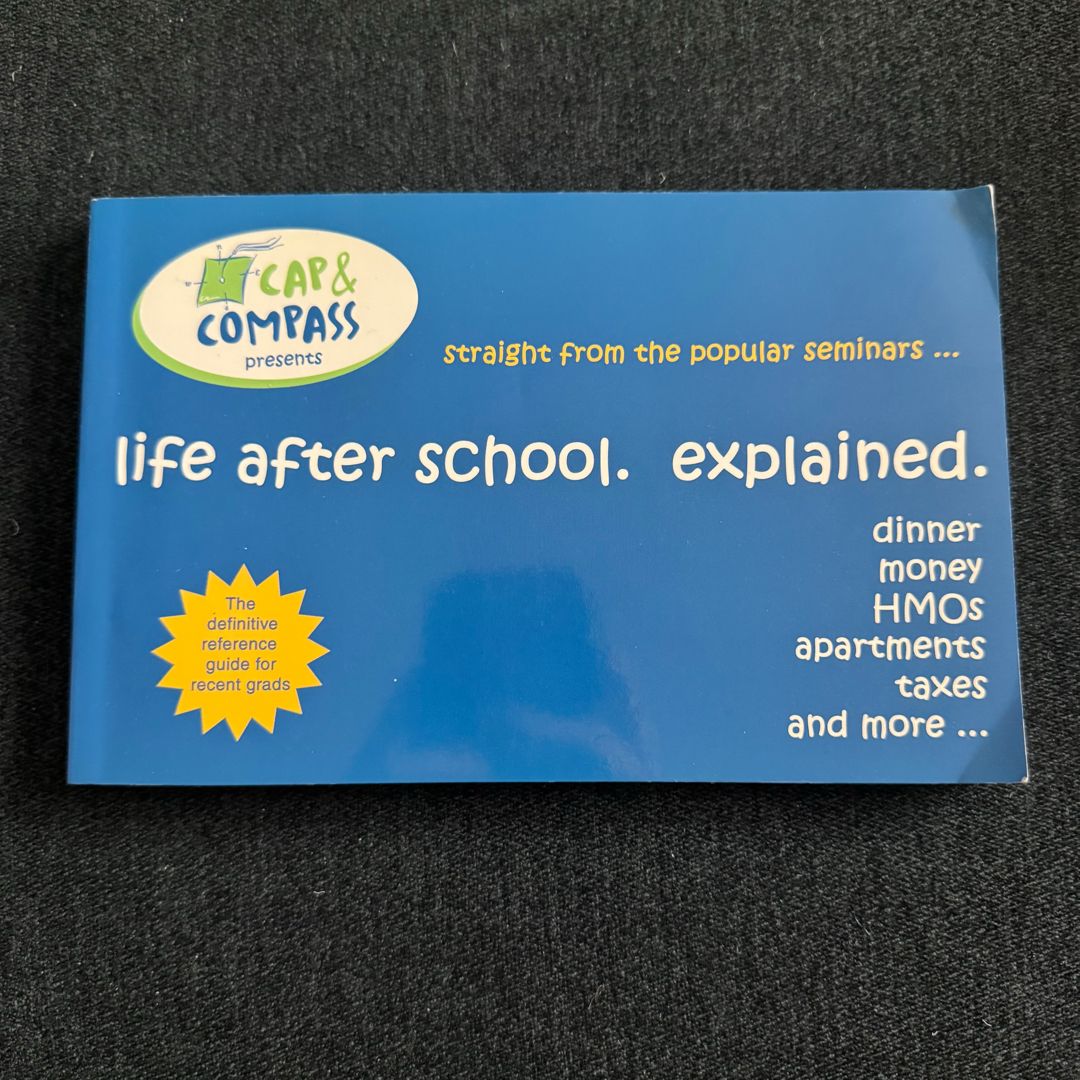 CAP &
COMPASS
presents
straight from the popular seminars ...
life after school. explained.
dinner
money
HMOs
apartments
taxes
and more ...
The
definitive
reference
guide for
recent grads